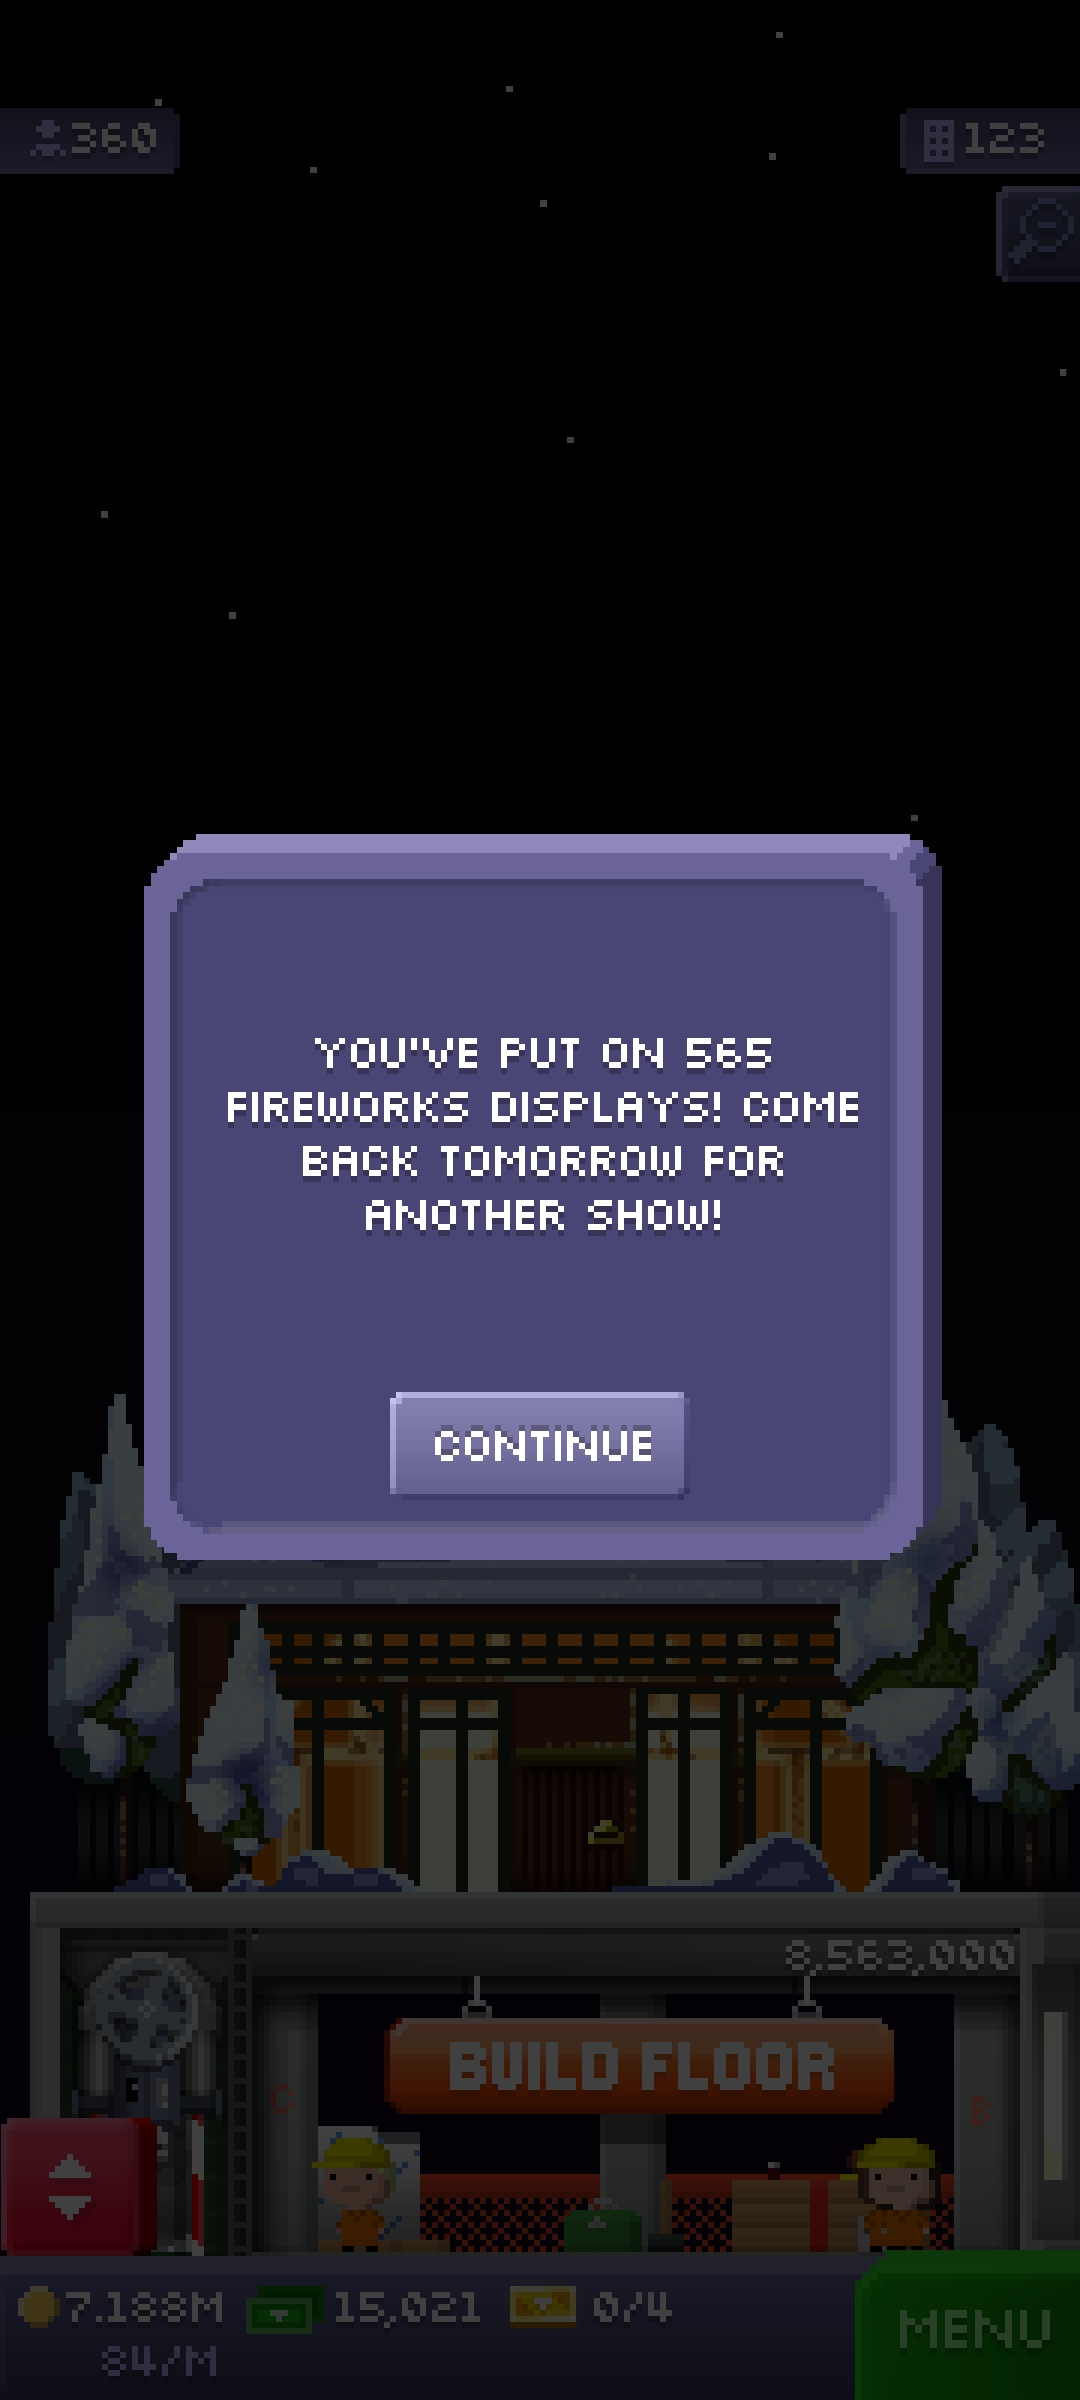 360
123
YOU'VE PUT ON 565
FIREWORKS DISPLAYS! COME
BACK TOMORROW FOR
ANOTHER SHOW!
CONTINUE
8,563,000
BUILD FLOOR
C
B
7.188M
15,021
0/4
84/M
MENU